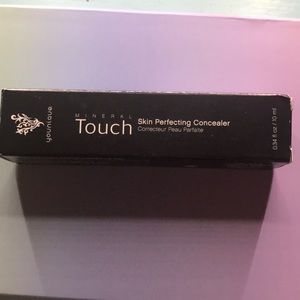 younique
MINERAL
Touch
Skin Perfecting Concealer
Correcteur Peau Parfaite
0.34 fl oz / 10 ml